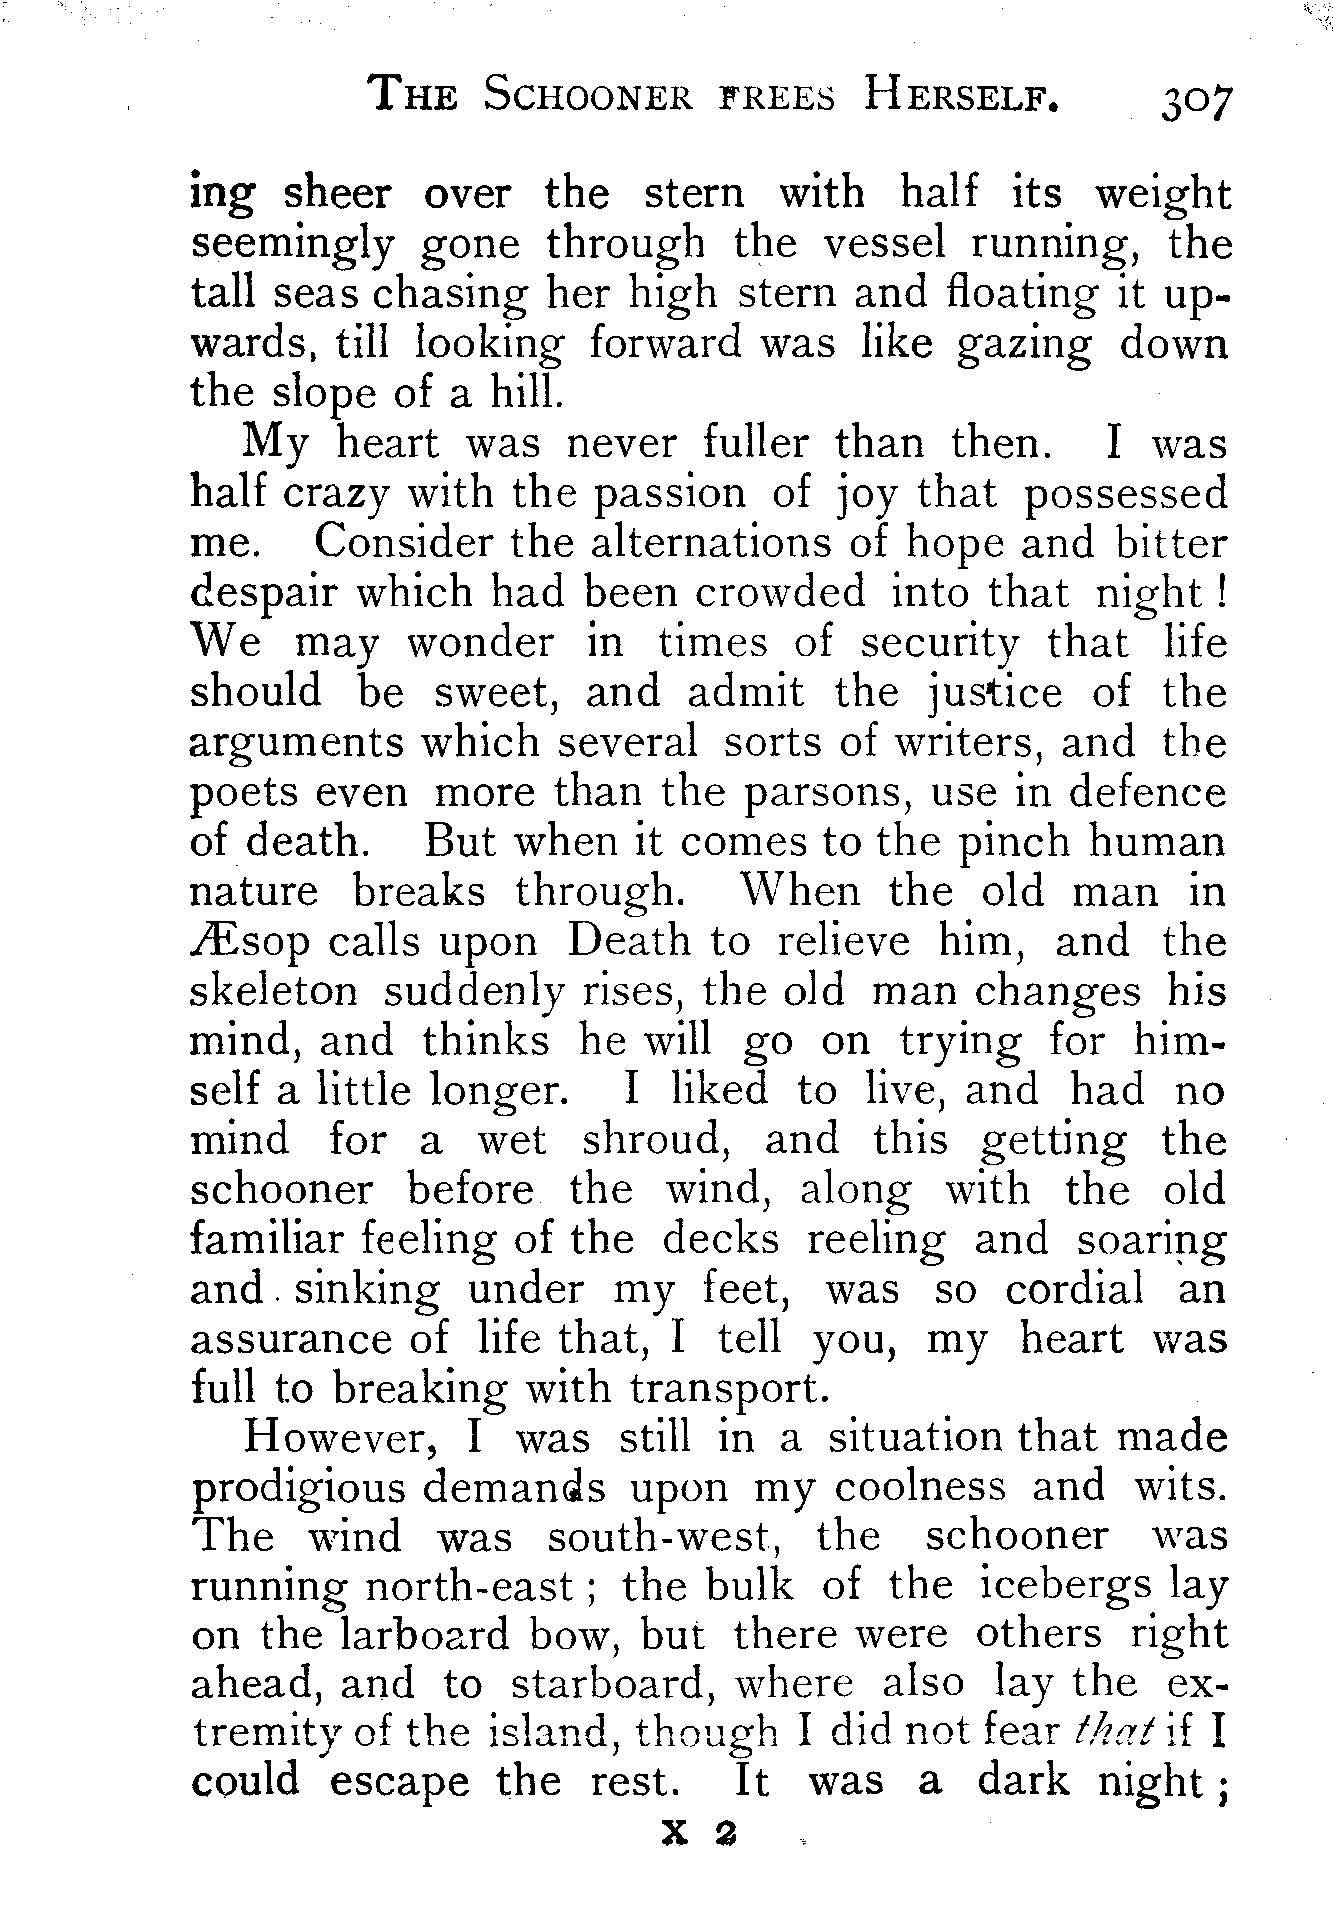 THE SCHOONER FREES HERSELF. 307
ing sheer over the stern with half its weight
seemingly gone through the vessel running, the
tall seas chasing her high stern and floating it up-
wards, till looking forward was like gazing down
the slope of a hill.
My heart was never fuller than then. I was
half crazy with the passion of joy that possessed
me. Consider the alternations of hope and bitter
despair which had been crowded into that night !
We may wonder in times of security that life
should be sweet, and admit the justice of the
arguments which several sorts of writers, and the
poets even more than the parsons, use in defence
of death. But when it comes to the pinch human
nature breaks through. When the old man in
Æsop calls upon Death to relieve him, and the
skeleton suddenly rises, the old man changes his
mind, and thinks he will go on trying for him-
self a little longer. I liked to live, and had no
mind for a wet shroud, and this getting the
schooner before the wind, along with the old
familiar feeling of the decks reeling and soaring
and sinking under my feet, was so cordial an
assurance of life that, I tell you, my heart was
full to breaking with transport.
However, I was still in a situation that made
prodigious demands upon my coolness and wits.
The wind was south-west, the schooner was
running north-east ; the bulk of the icebergs lay
on the larboard bow, but there were others right
ahead, and to starboard, where also lay the ex-
tremity of the island, though I did not fear that if I
could escape the rest. It was a dark night ;
X 2